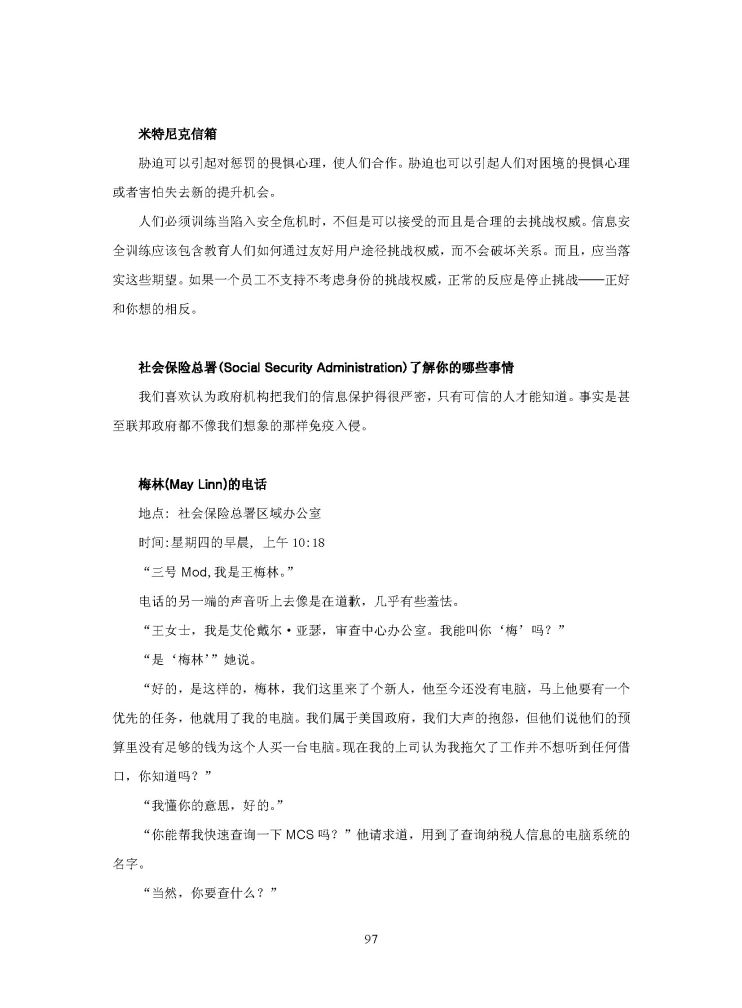 米特尼克信箱
胁迫可以引起对惩罚的畏惧心理，使人们合作。胁迫也可以引起人们对困境的畏惧心理
或者害怕失去新的提升机会。
人们必须训练当陷入安全危机时，不但是可以接受的而且是合理的去挑战权威。信息安
全训练应该包含教育人们如何通过友好用户途径挑战权威，而不会破坏关系。而且，应当落
实这些期望。如果一个员工不支持不考虑身份的挑战权威，正常的反应是停止挑战——正好
和你想的相反。
社会保险总署(Social Security Administration)了解你的哪些事情
我们喜欢认为政府机构把我们的信息保护得很严密，只有可信的人才能知道。事实是甚
至联邦政府都不像我们想象的那样免疫入侵。
梅林(May Linn)的电话
地点: 社会保险总署区域办公室
时间:星期四的早晨, 上午 10:18
“三号 Mod,我是王梅林。”
电话的另一端的声音听上去像是在道歉，几乎有些羞怯。
“王女士，我是艾伦戴尔·亚瑟，审查中心办公室。我能叫你‘梅’吗？”
“是‘梅林’”她说。
“好的，是这样的，梅林，我们这里来了个新人，他至今还没有电脑，马上他要有一个
优先的任务，他就用了我的电脑。我们属于美国政府，我们大声的抱怨，但他们说他们的预
算里没有足够的钱为这个人买一台电脑。现在我的上司认为我拖欠了工作并不想听到任何借
口，你知道吗？”
“我懂你的意思，好的。”
“你能帮我快速查询一下 MCS 吗？”他请求道，用到了查询纳税人信息的电脑系统的
名字。
“当然，你要查什么？”
97